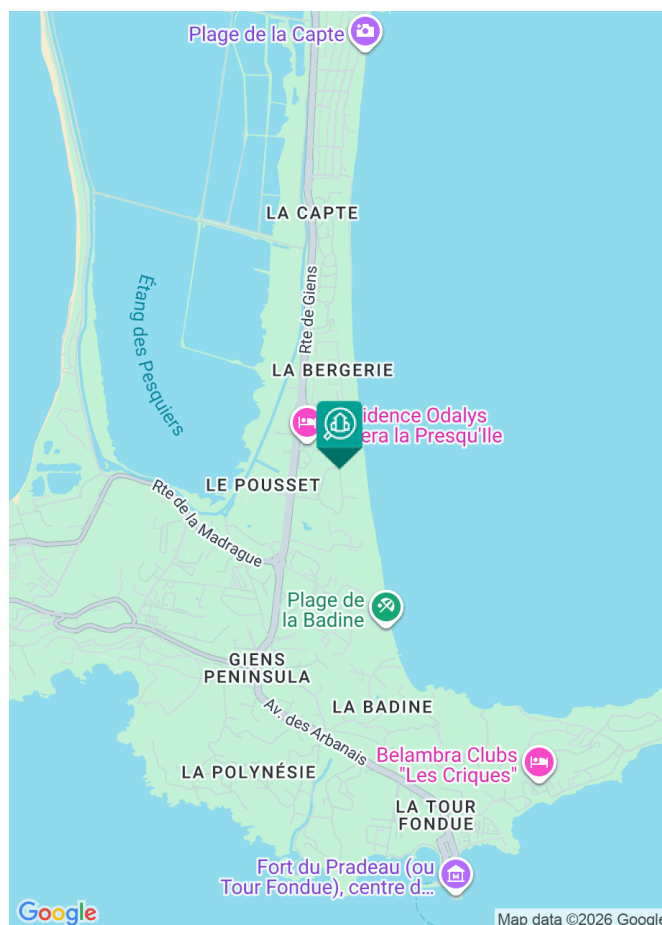 Plage de la Capte
LA CAPTE
Rte de Giens
Étang des Pesquiers
LA BERGERIE
idence Odalys
era la Presqu'Ile
LE POUSSET
Rte de la Madrague
Plage de
la Badine
GIENS
PENINSULA
LA BADINE
Av. des Arbanais
Belambra Clubs
"Les Criques"
LA POLYNÉSIE
LA TOUR
FONDUE
Fort du Pradeau (ou
Tour Fondue), centre d...
Google
Map data ©2026 Google